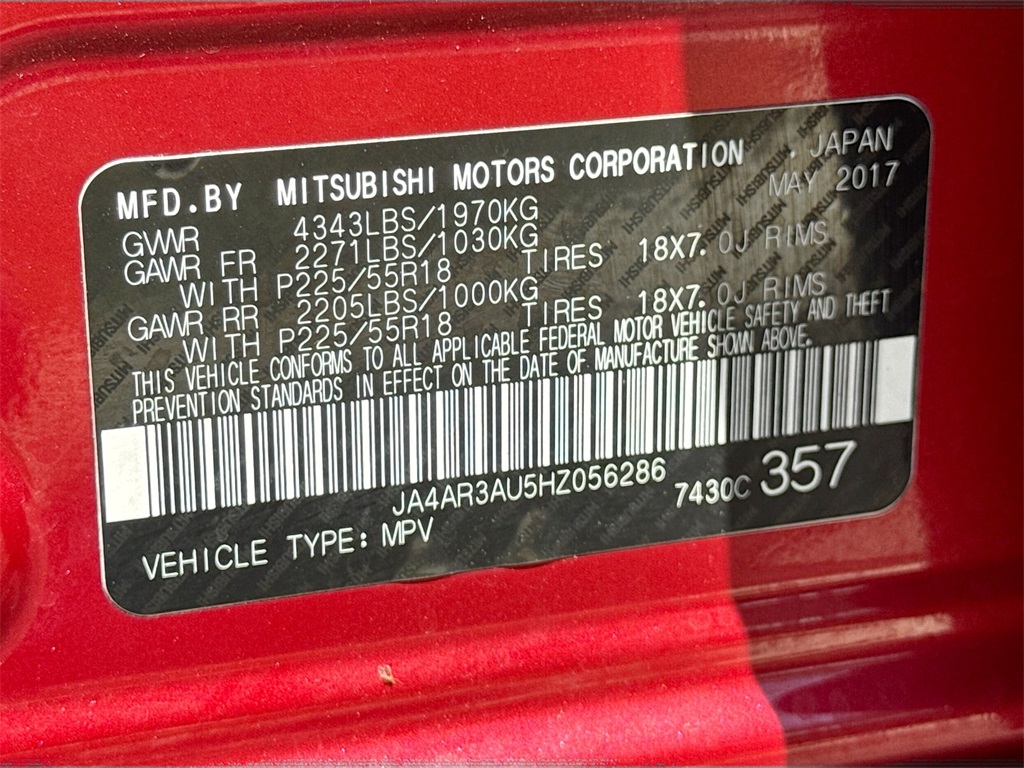 MFD.BY MITSUBISHI MOTORS CORPORATION . JAPAN
GVWR 4343LBS/1970KG MAY 2017
GAWR FR 2271LBS/1030KG
WITH P225/55R18 TIRES 18X7.0J RIMS
GAWR RR 2205LBS/1000KG
WITH P225/55R18 TIRES 18X7.0J RIMS
THIS VEHICLE CONFORMS TO ALL APPLICABLE FEDERAL MOTOR VEHICLE SAFETY AND THEFT
PREVENTION STANDARDS IN EFFECT ON THE DATE OF MANUFACTURE SHOWN ABOVE.
JA4AR3AU5HZ056286 7430C 357
VEHICLE TYPE: MPV